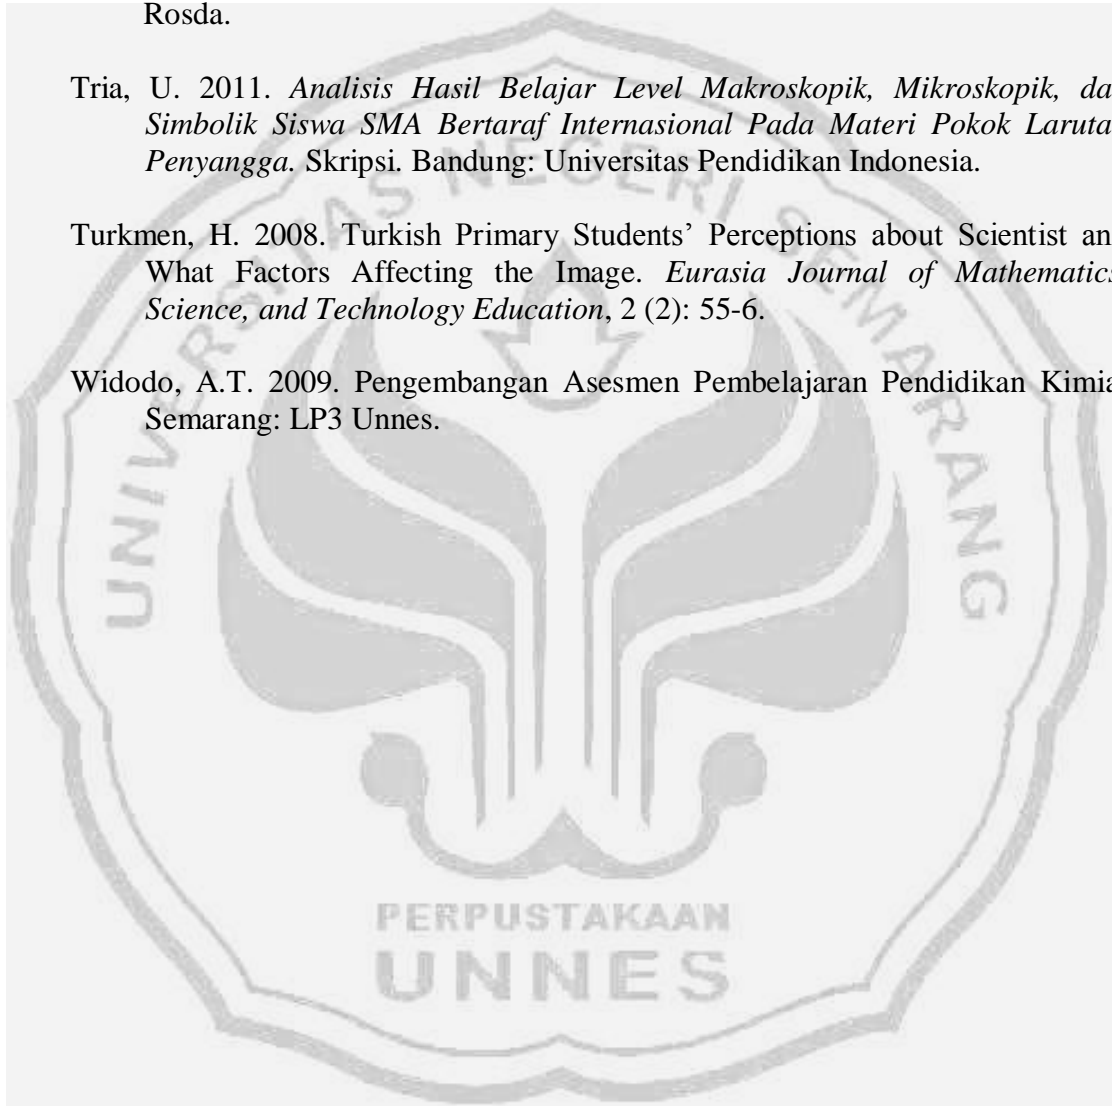 Rosda.
Tria, U. 2011. Analisis Hasil Belajar Level Makroskopik, Mikroskopik, da
Simbolik Siswa SMA Bertaraf Internasional Pada Materi Pokok Laruta
Penyangga. Skripsi. Bandung: Universitas Pendidikan Indonesia.
Turkmen, H. 2008. Turkish Primary Students’ Perceptions about Scientist an
What Factors Affecting the Image. Eurasia Journal of Mathematics
Science, and Technology Education, 2 (2): 55-6.
Widodo, A.T. 2009. Pengembangan Asesmen Pembelajaran Pendidikan Kimia
Semarang: LP3 Unnes.
UNIVERSITAS NEGERI SEMARANG
PERPUSTAKAAN
UNNES